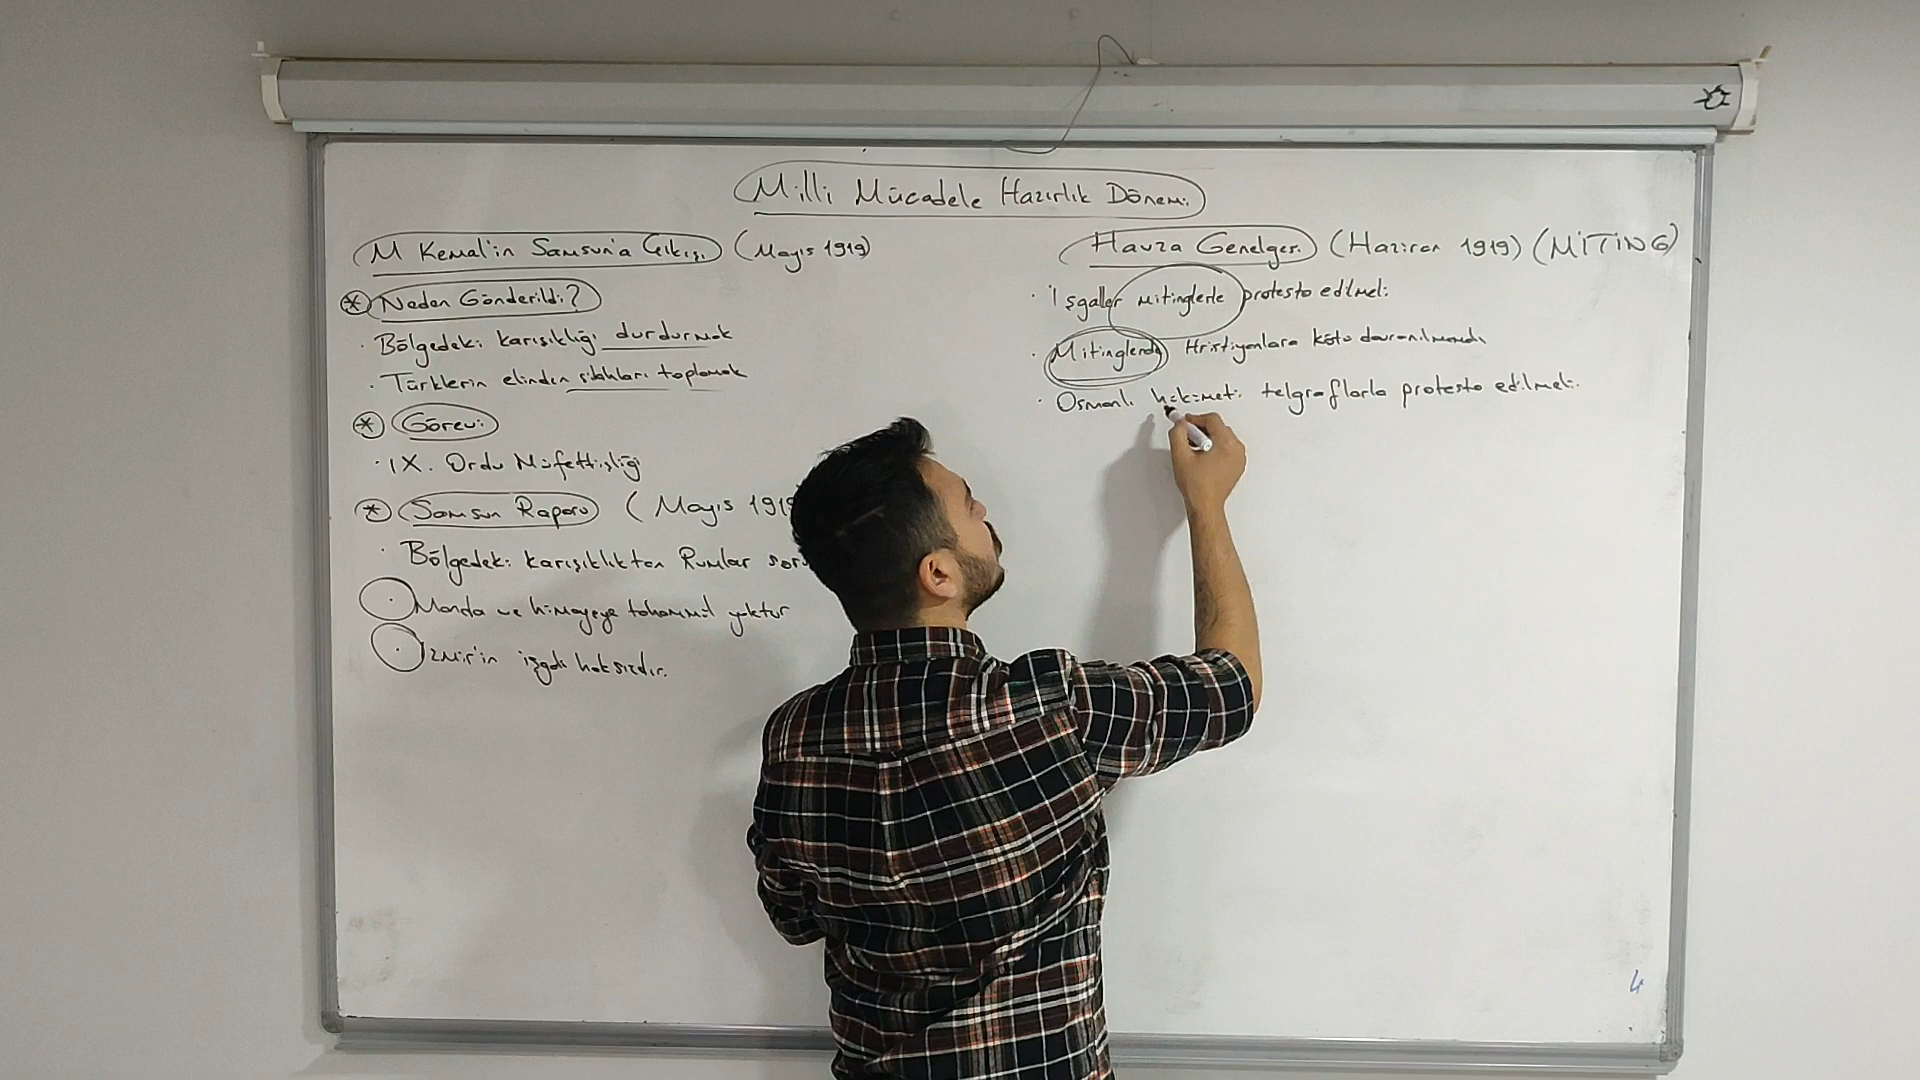 Milli Mücadele Hazırlık Dönemi
M Kemal'in Samsun'a Çıkışı (Mayıs 1919)
* Neden Gönderildi?
· Bölgedeki karışıklığı durdurmak
· Türklerin elinden silahları toplamak
* Görevi
· IX. Ordu Müfettişliği
* Samsun Raporu (Mayıs 1919
· Bölgedeki karışıklıktan Rumlar
· Manda ve himayeye tahammül yoktur
· İzmir'in işgali haksızdır.
Havza Genelgesi (Haziran 1919) (MİTİNG)
· İşgaller mitinglerle protesto edilmeli
· Mitinglerde Hristiyanlara kötü davranılmamalı
· Osmanlı hükümeti telgraflarla protesto edilmeli.
4